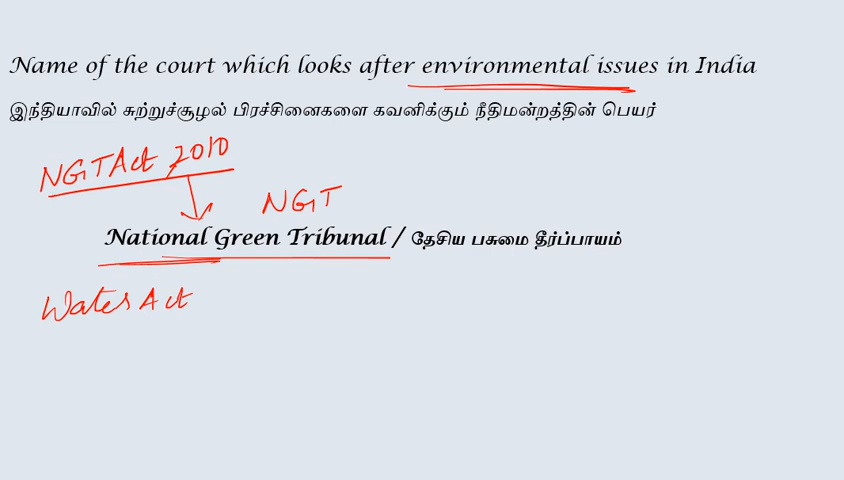 Name of the court which looks after environmental issues in India
இந்தியாவில் சுற்றுச்சூழல் பிரச்சினைகளை கவனிக்கும் நீதிமன்றத்தின் பெயர்
NGT Act, 2010
NGT
National Green Tribunal / தேசிய பசுமை தீர்ப்பாயம்
Water Act